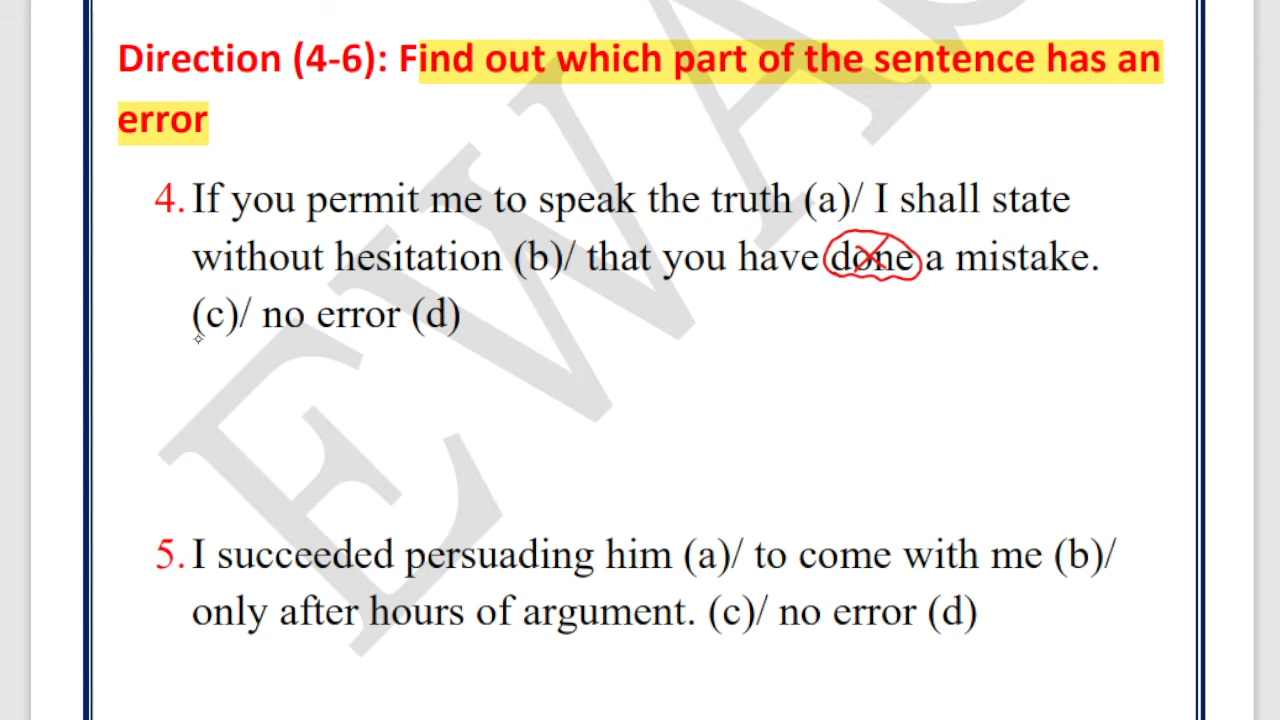 Direction (4-6): Find out which part of the sentence has an
error
4. If you permit me to speak the truth (a)/ I shall state
without hesitation (b)/ that you have done a mistake.
(c)/ no error (d)
5. I succeeded persuading him (a)/ to come with me (b)/
only after hours of argument. (c)/ no error (d)